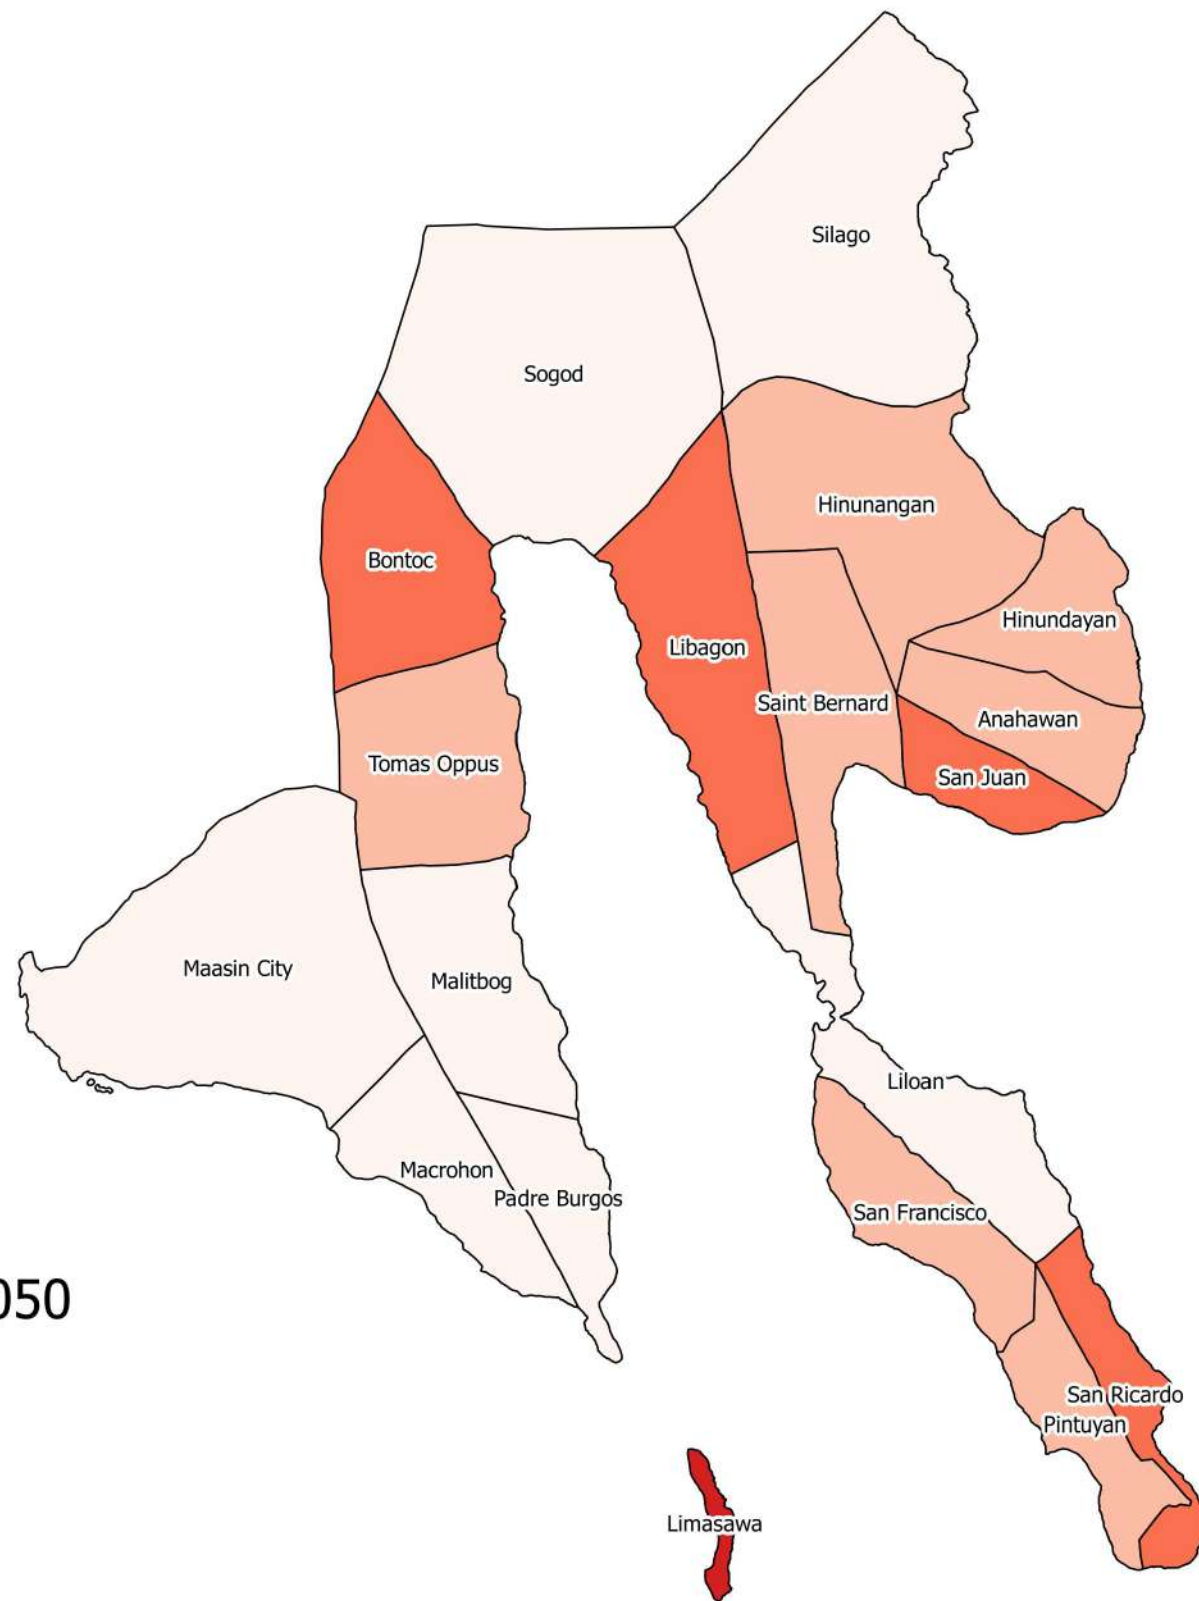 Silago
Sogod
Hinunangan
Bontoc
Hinundayan
Libagon
Saint Bernard
Anahawan
Tomas Oppus
San Juan
Maasin City
Malitbog
Liloan
Macrohon
Padre Burgos
San Francisco
050
San Ricardo
Pintuyan
Limasawa